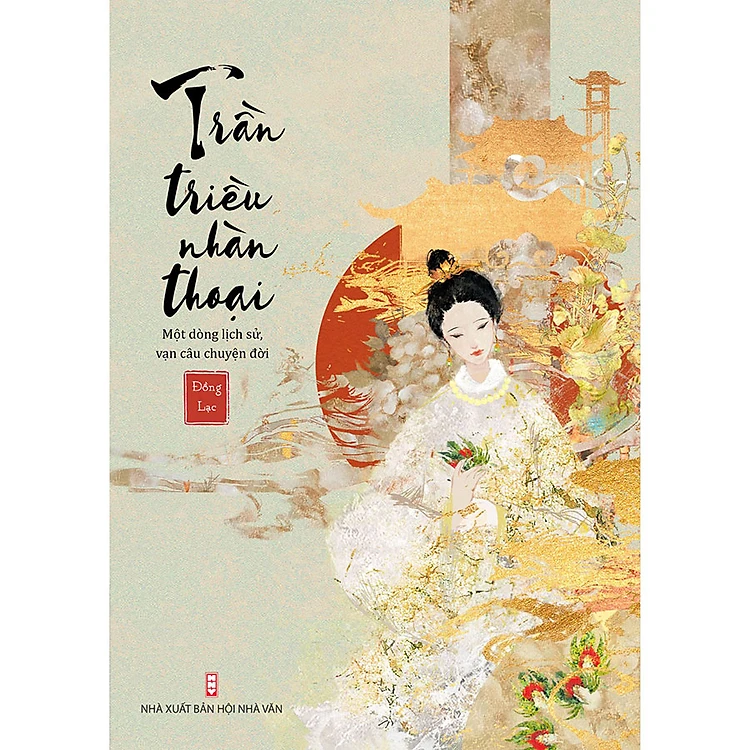 Trần
triều
nhàn
thoại
Một dòng lịch sử,
vạn câu chuyện đời
Đồng
Lạc
NHÀ XUẤT BẢN HỘI NHÀ VĂN